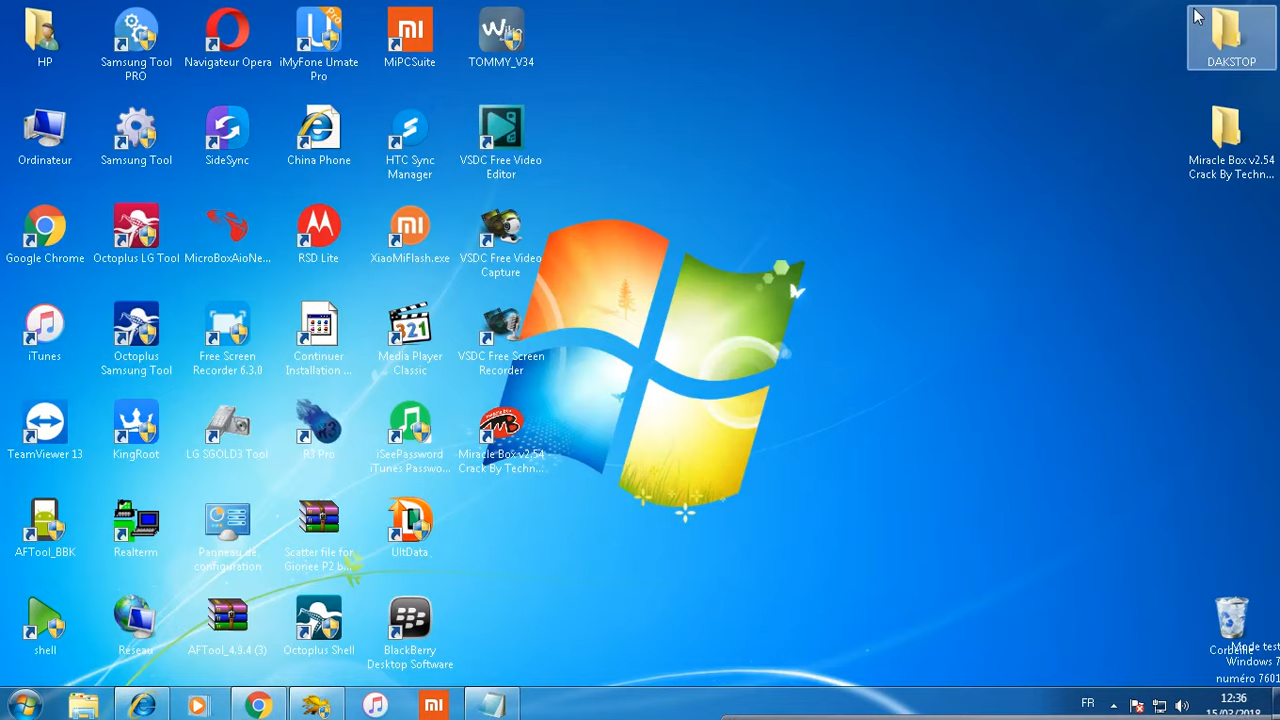 HP
Samsung Tool
PRO
Navigateur Opera
iMyFone Umate
Pro
MiPCSuite
TOMMY_V34
DAKSTOP
Ordinateur
Samsung Tool
SideSync
China Phone
HTC Sync
Manager
VSDC Free Video
Editor
Miracle Box v2.54
Crack By Techn...
Google Chrome
Octoplus LG Tool
MicroBoxAioNe...
RSD Lite
XiaoMiFlash.exe
VSDC Free Video
Capture
iTunes
Octoplus
Samsung Tool
Free Screen
Recorder 6.3.0
Continuer
Installation ...
Media Player
Classic
VSDC Free Screen
Recorder
TeamViewer 13
KingRoot
LG SGOLD3 Tool
R3 Pro
iSeePassword
iTunes Passwo...
Miracle Box v2.54
Crack By Techn...
AFTool_BBK
Realterm
Panneau de
configuration
Scatter file for
Gionee P2 b...
UltData
shell
Réseau
AFTool_4.9.4 (3)
Octoplus Shell
BlackBerry
Desktop Software
Corbeille
Mode test
Windows 7
numéro 7601
FR
12:36
15/03/2018